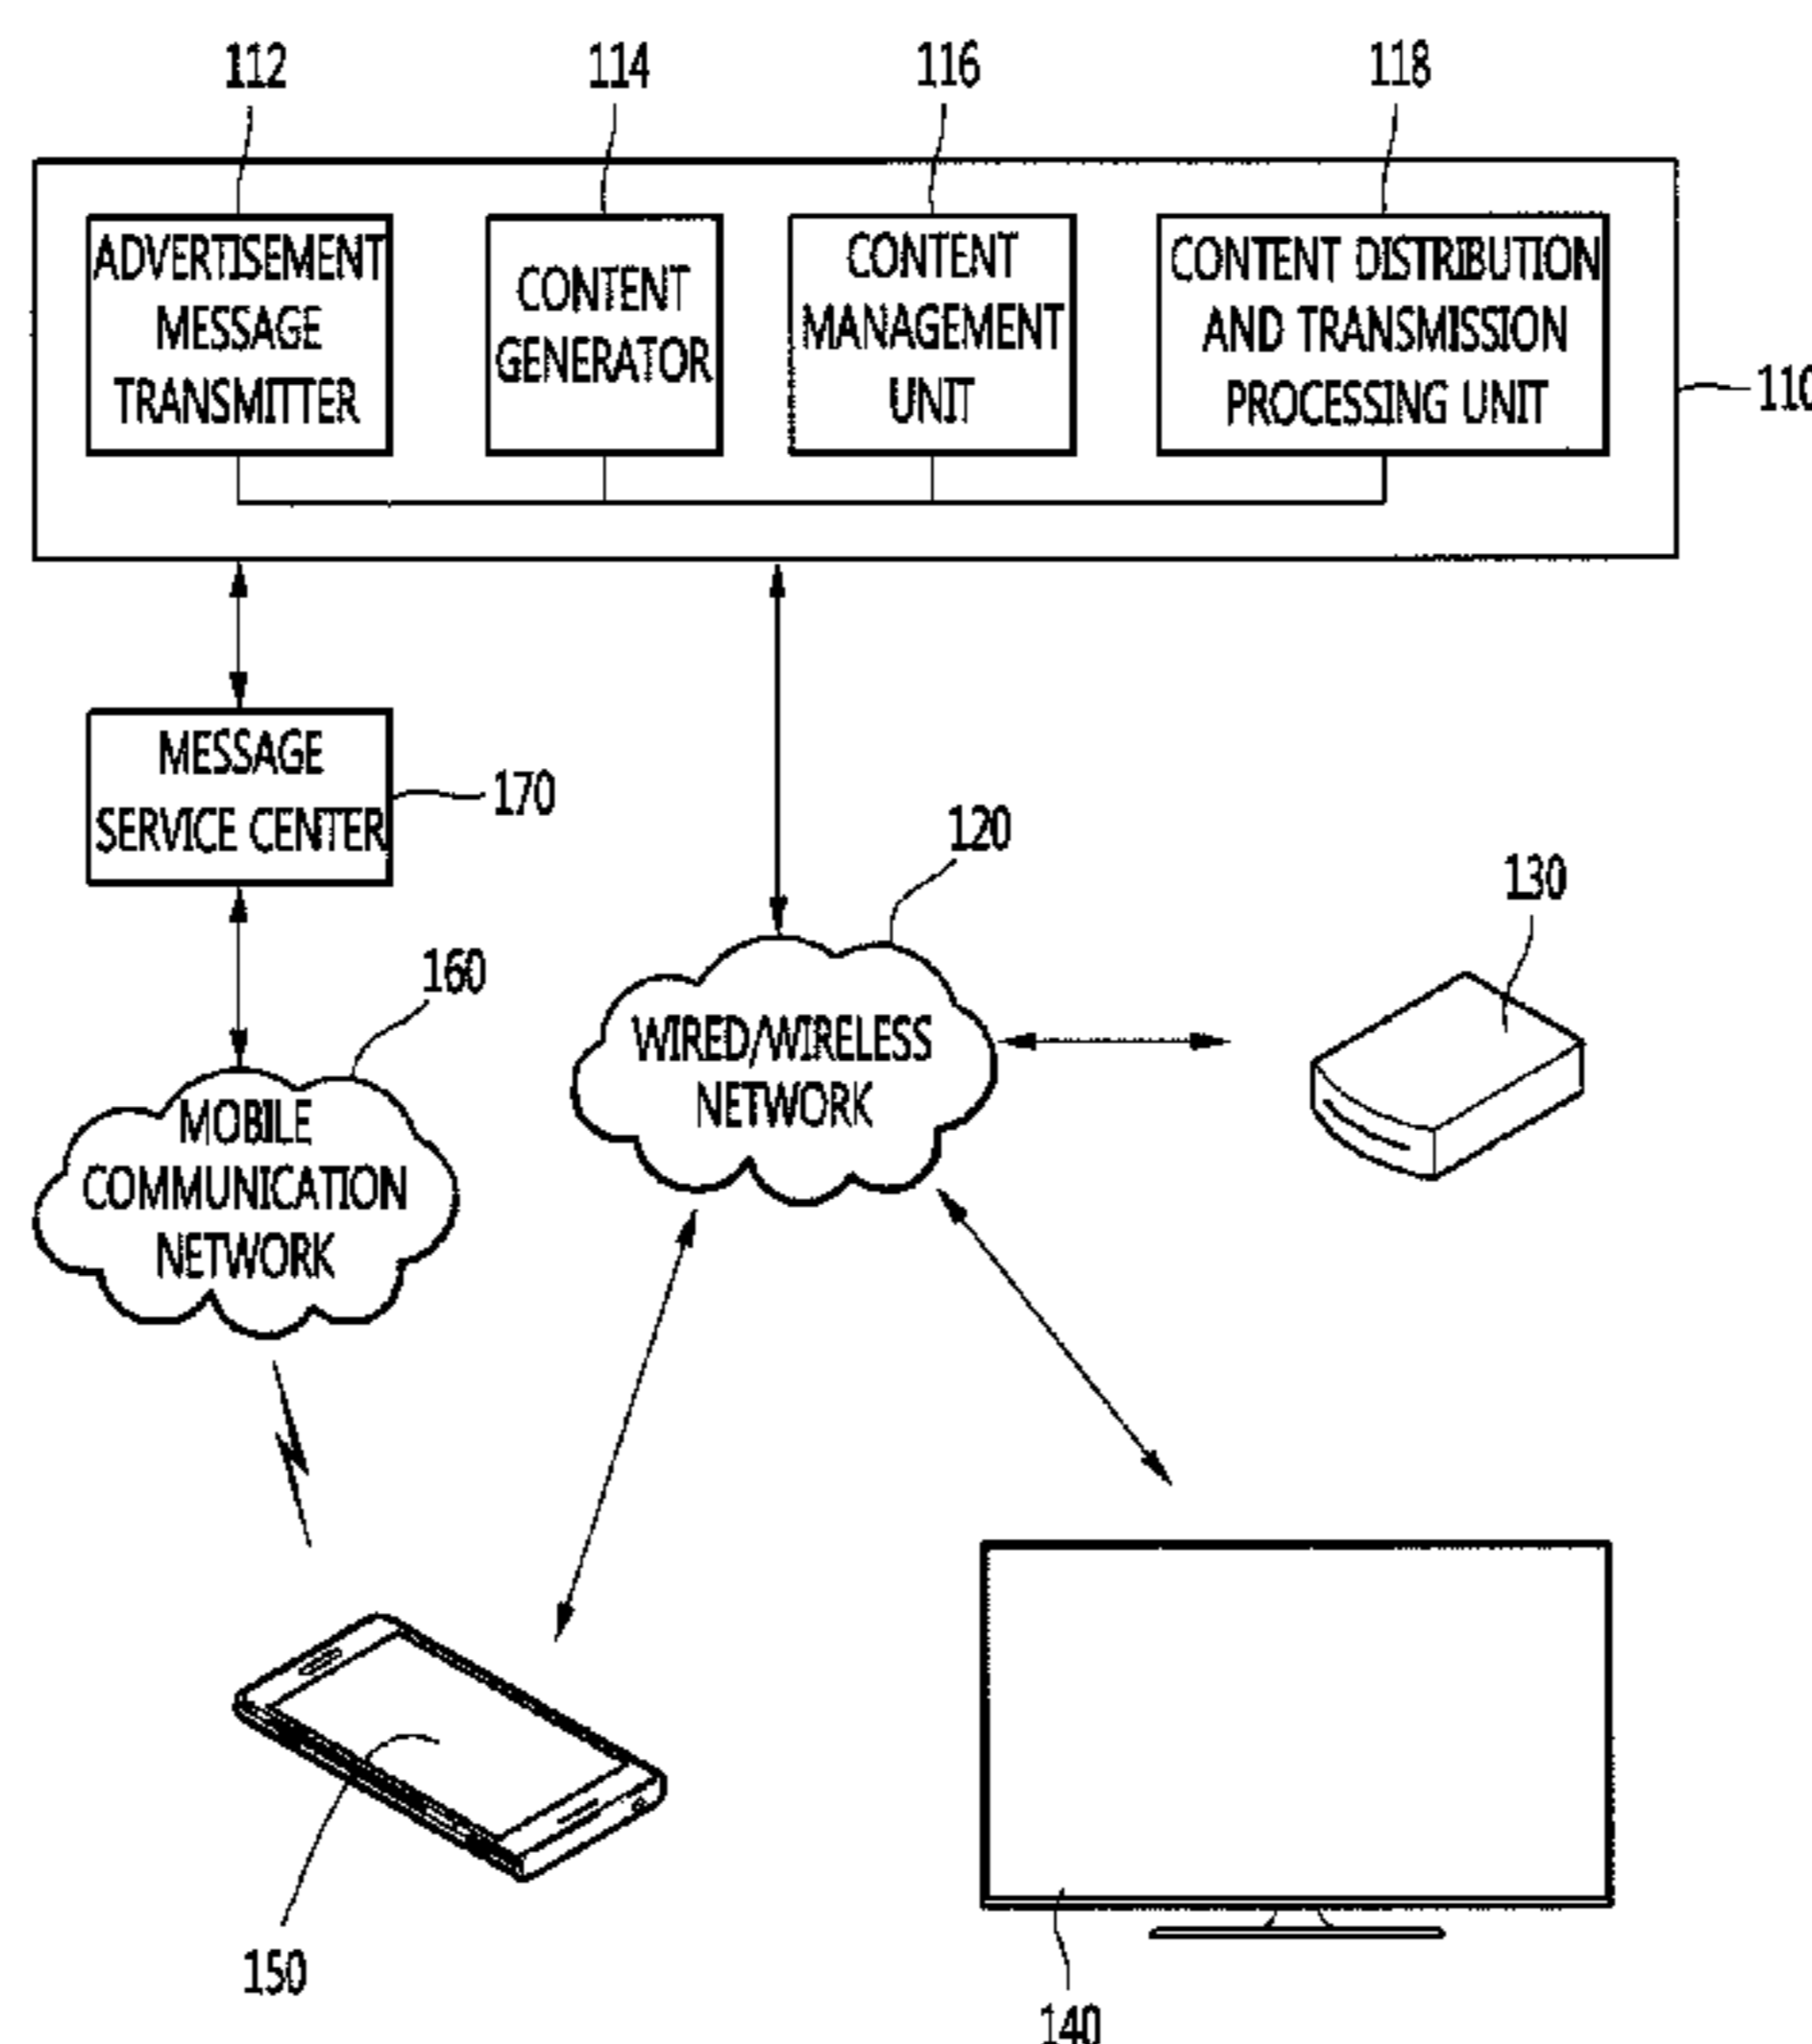 112
114
116
118
ADVERTISEMENT
MESSAGE
TRANSMITTER
CONTENT
GENERATOR
CONTENT
MANAGEMENT
UNIT
CONTENT DISTRIBUTION
AND TRANSMISSION
PROCESSING UNIT
110
MESSAGE
SERVICE CENTER
170
120
130
160
WIRED/WIRELESS
NETWORK
MOBILE
COMMUNICATION
NETWORK
150
140